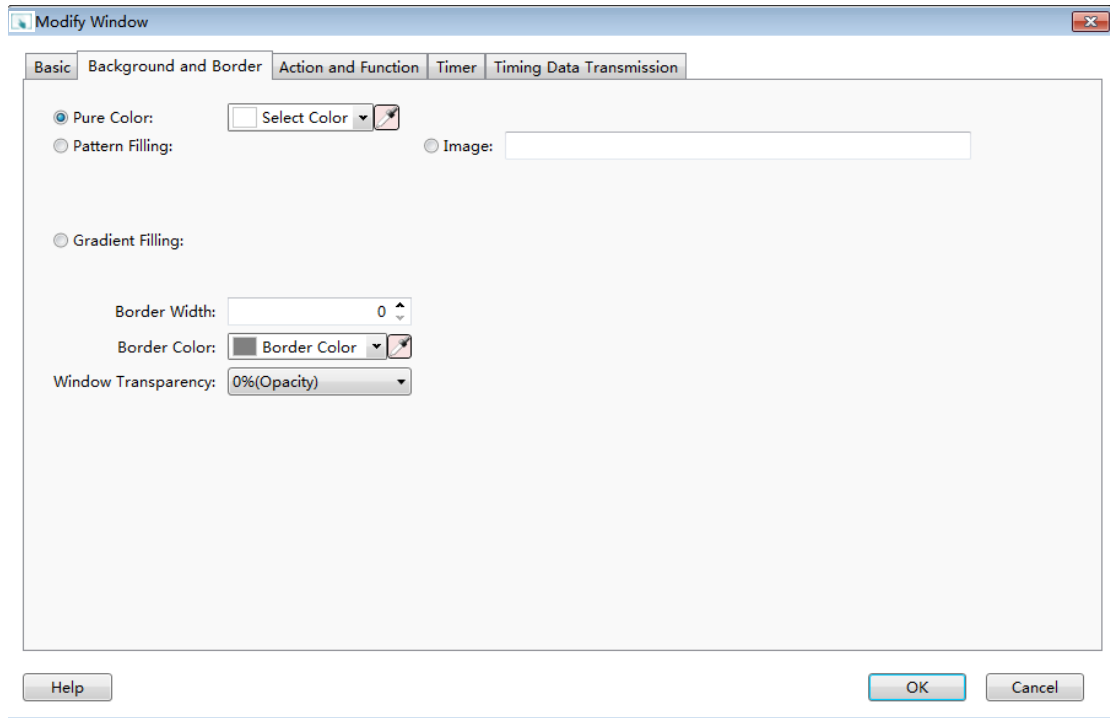 Modify Window
Basic Background and Border Action and Function Timer Timing Data Transmission
Pure Color: Select Color
Pattern Filling: Image:
Gradient Filling:
Border Width: 0
Border Color: Border Color
Window Transparency: 0%(Opacity)
Help OK Cancel